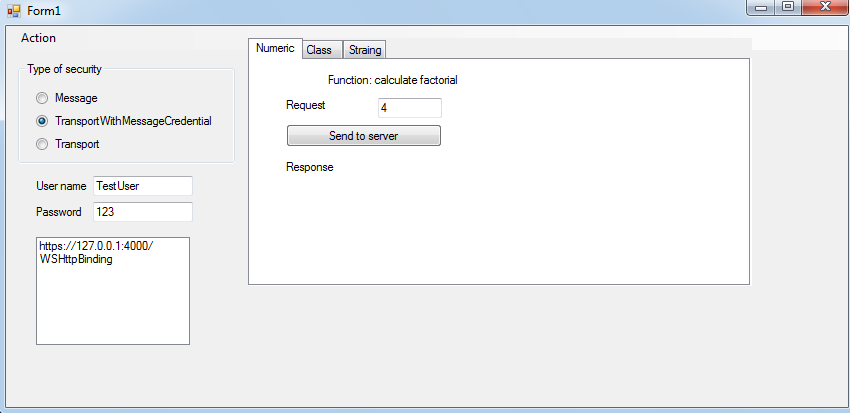 Form1
Action
Type of security
Message
TransportWithMessageCredential
Transport
User name TestUser
Password 123
https://127.0.0.1:4000/
WSHttpBinding
Numeric Class Straing
Function: calculate factorial
Request 4
Send to server
Response